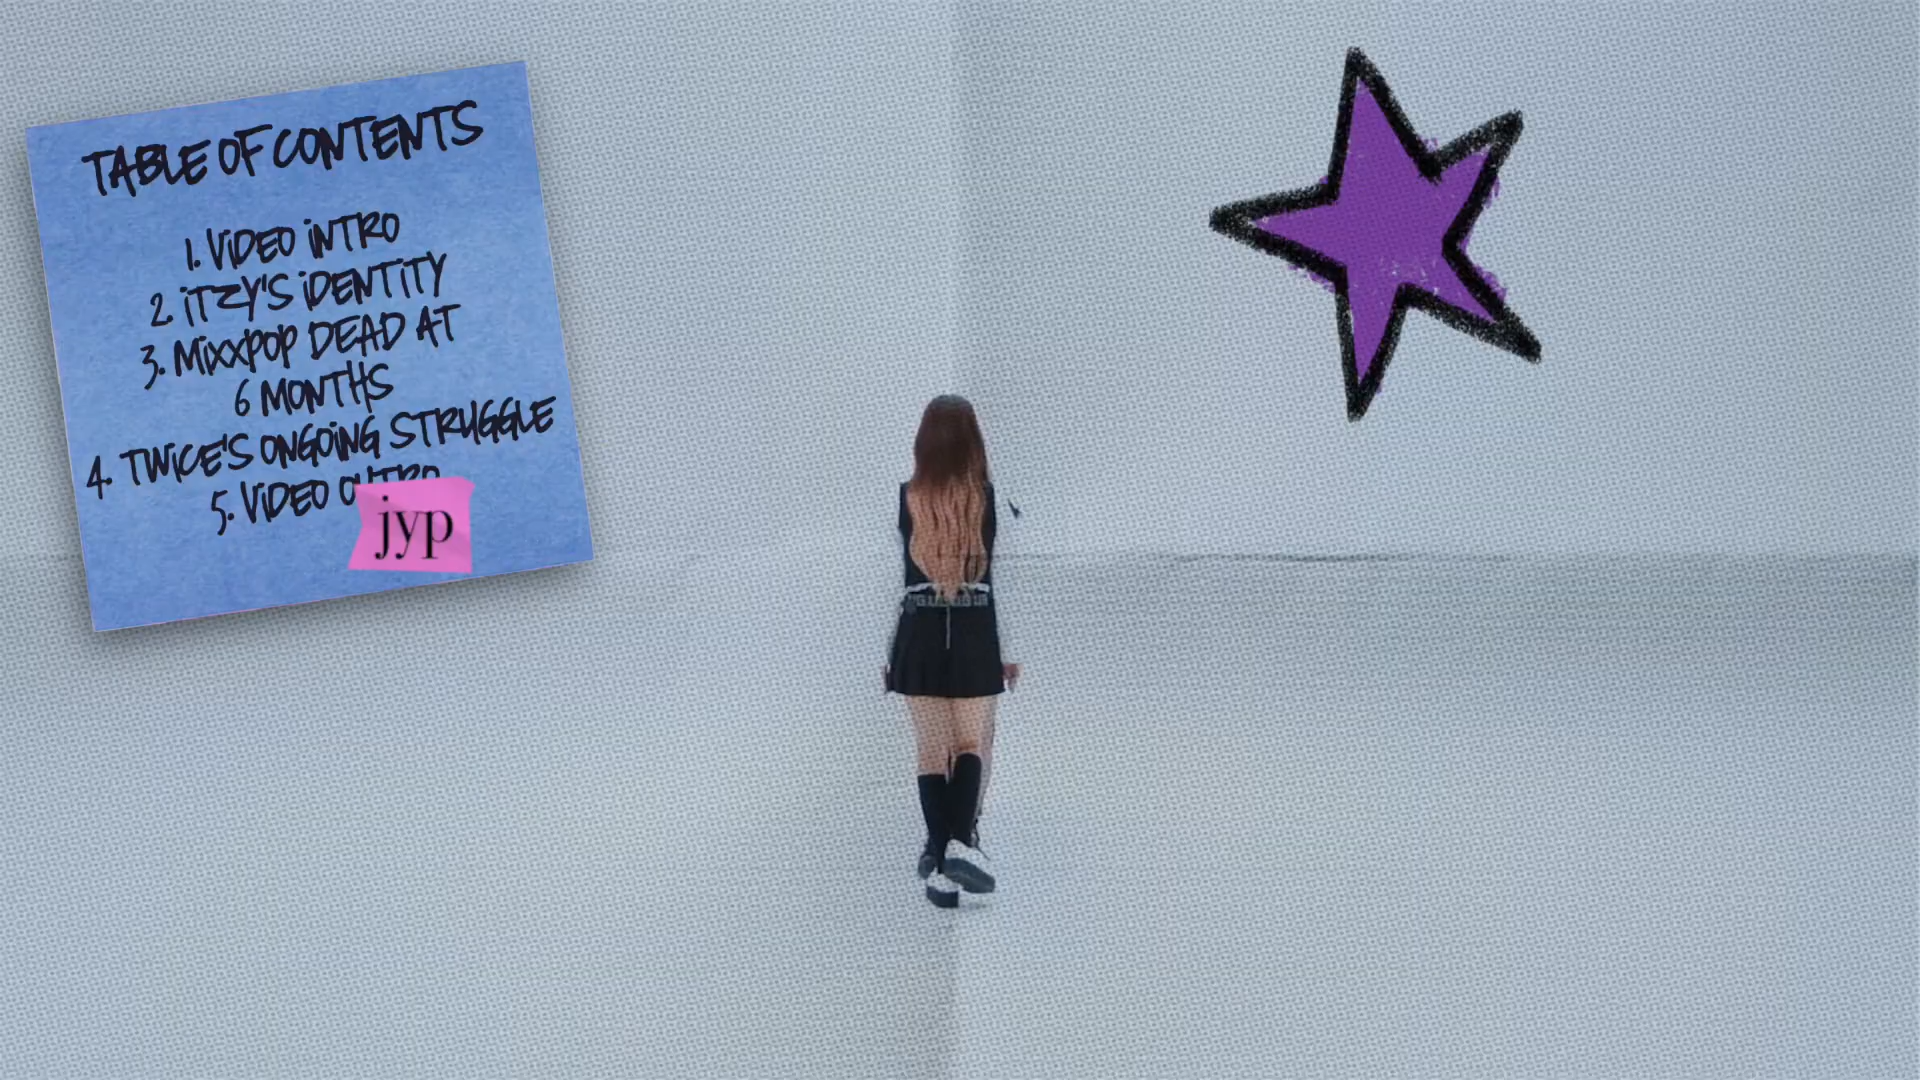 TABLE OF CONTENTS
1. ViDEO iNTRO
2. iTZY'S iDENTiTY
3. MiXXPOP DEAD AT
6 MONTHS
4. TWiCE'S ONGOiNG STRUGGLE
5. ViDEO OUTRO
jyp